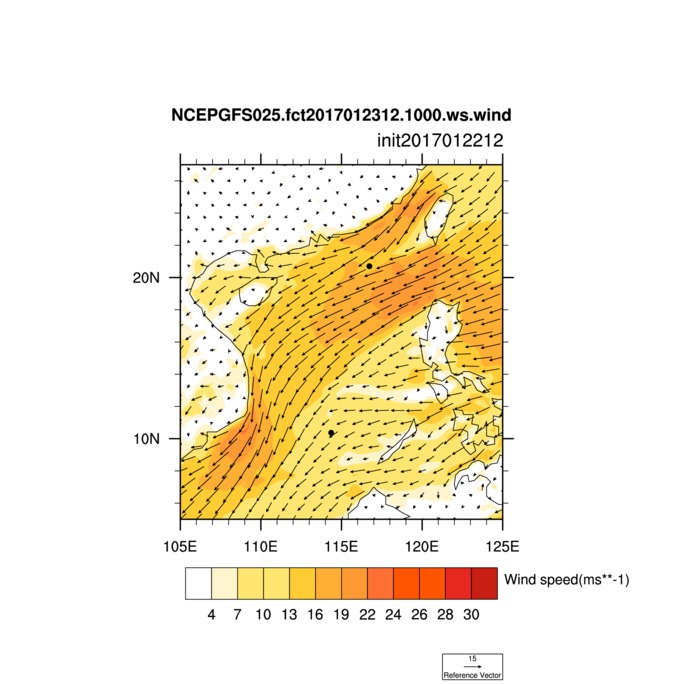 NCEPGFS025.fct2017012312.1000.ws.wind
init2017012212
20N
10N
105E 110E 115E 120E 125E
Wind speed(ms**-1)
4 7 10 13 16 19 22 24 26 28 30
15
Reference Vector